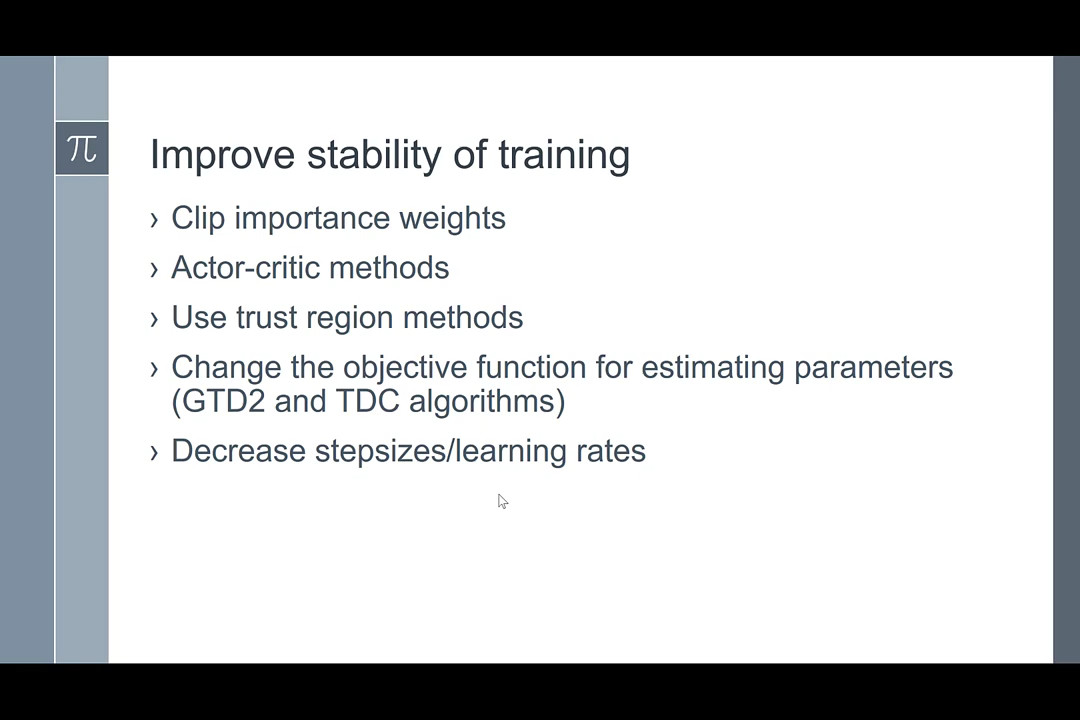 π
Improve stability of training
› Clip importance weights
› Actor-critic methods
› Use trust region methods
› Change the objective function for estimating parameters
(GTD2 and TDC algorithms)
› Decrease stepsizes/learning rates